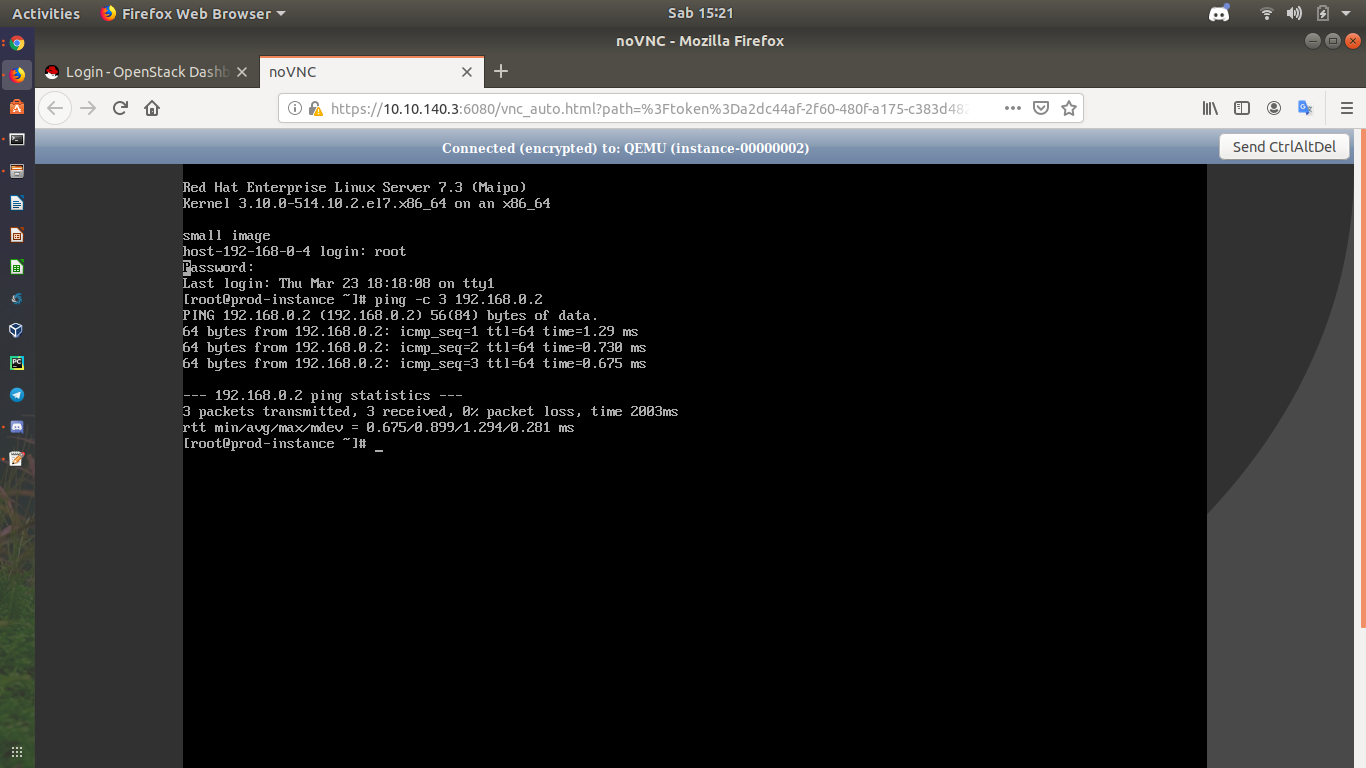 Activities Firefox Web Browser Sab 15:21
noVNC - Mozilla Firefox
Login - OpenStack Dashb noVNC
https://10.10.140.3:6080/vnc_auto.html?path=%3Ftoken%3Da2dc44af-2f60-480f-a175-c383d48
Connected (encrypted) to: QEMU (instance-00000002) Send CtrlAltDel
Red Hat Enterprise Linux Server 7.3 (Maipo)
Kernel 3.10.0-514.10.2.el7.x86_64 on an x86_64
small image
host-192-168-0-4 login: root
Password:
Last login: Thu Mar 23 18:18:08 on tty1
[root@prod-instance ~]# ping -c 3 192.168.0.2
PING 192.168.0.2 (192.168.0.2) 56(84) bytes of data.
64 bytes from 192.168.0.2: icmp_seq=1 ttl=64 time=1.29 ms
64 bytes from 192.168.0.2: icmp_seq=2 ttl=64 time=0.730 ms
64 bytes from 192.168.0.2: icmp_seq=3 ttl=64 time=0.675 ms
--- 192.168.0.2 ping statistics ---
3 packets transmitted, 3 received, 0% packet loss, time 2003ms
rtt min/avg/max/mdev = 0.675/0.899/1.294/0.281 ms
[root@prod-instance ~]# _